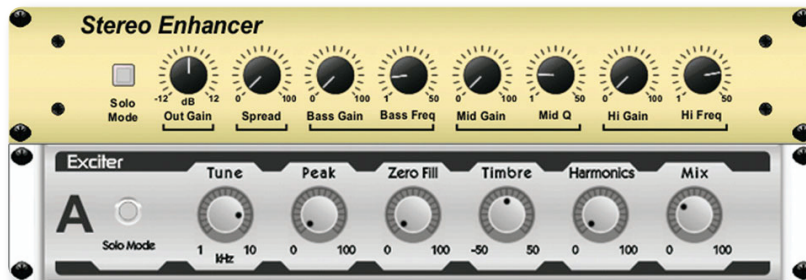 Stereo Enhancer
Solo
Mode
-12 dB 12
Out Gain
0 100
Spread
0 100
Bass Gain
1 50
Bass Freq
0 100
Mid Gain
1 50
Mid Q
0 100
Hi Gain
1 50
Hi Freq
Exciter
A
Solo Mode
Tune
1 kHz 10
Peak
0 100
Zero Fill
0 100
Timbre
-50 50
Harmonics
0 100
Mix
0 100